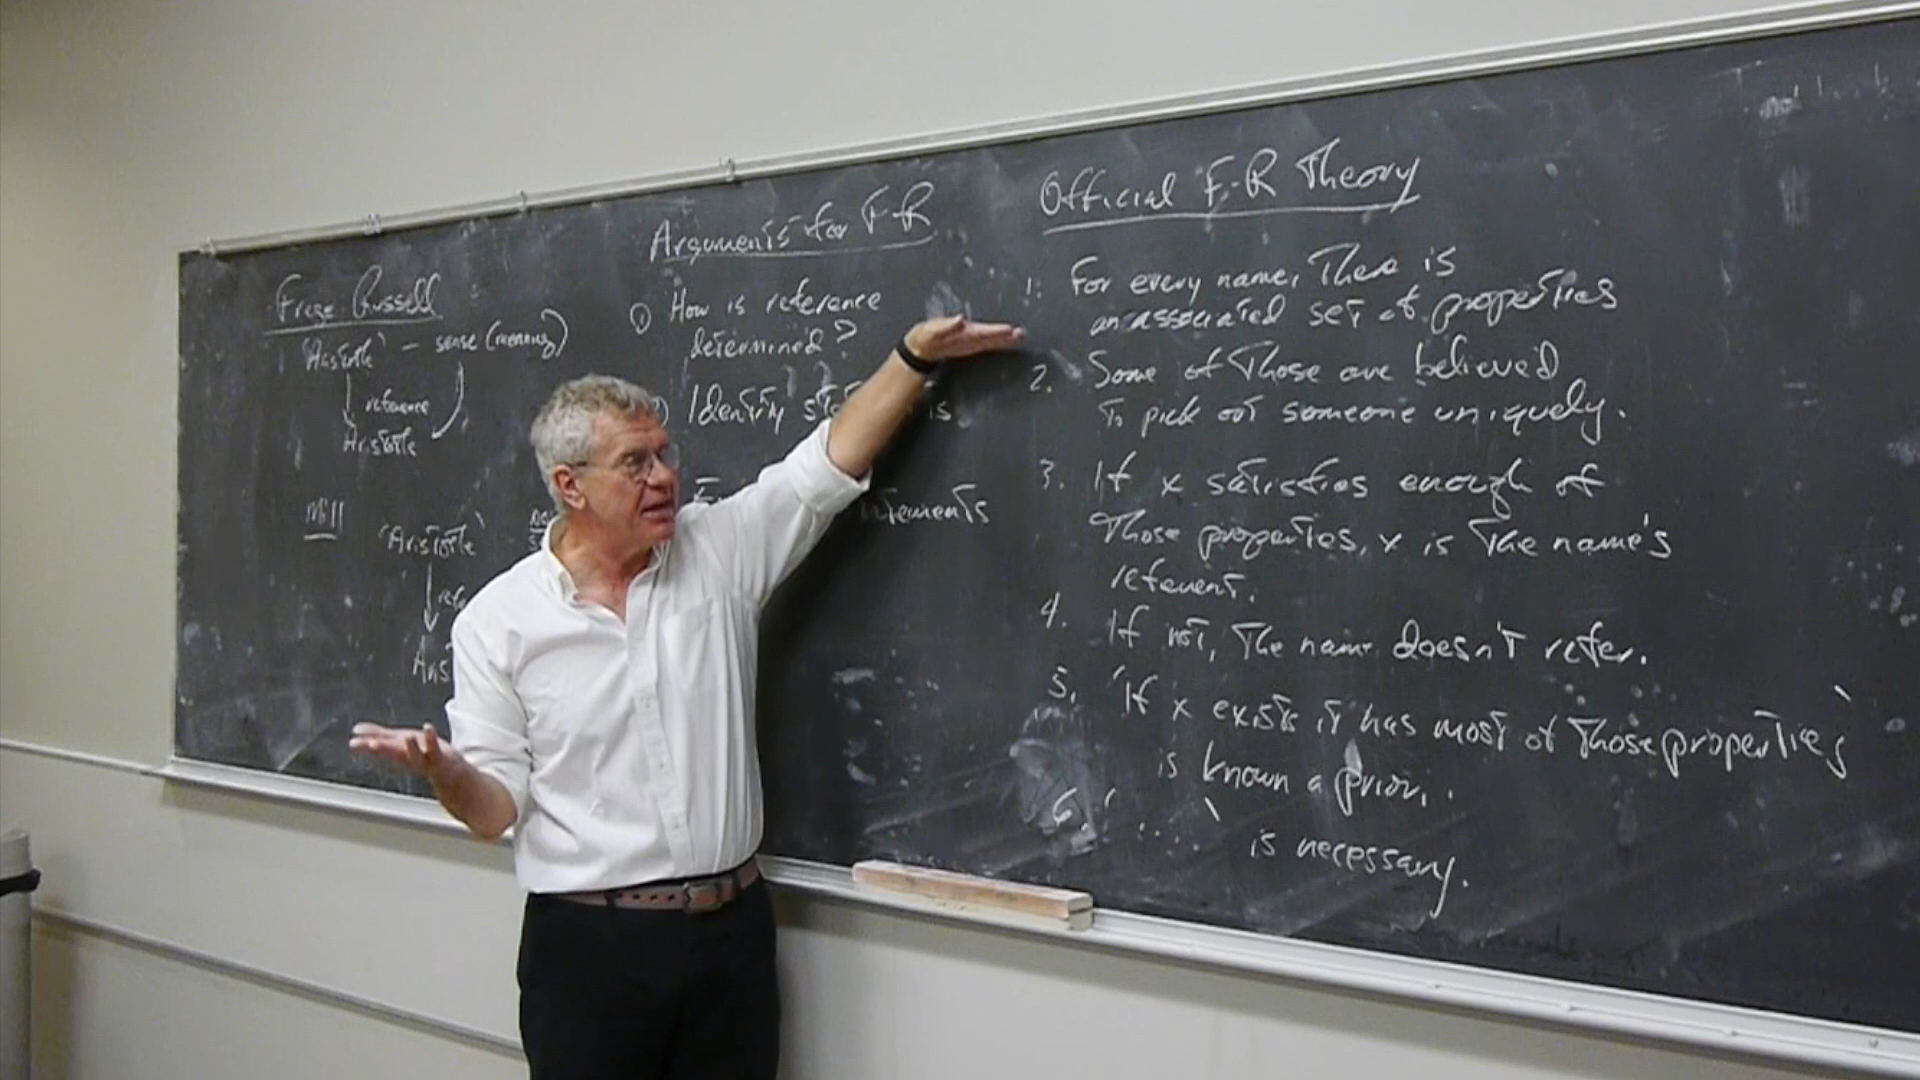 Frege-Russell
'Aristotle' – sense (meaning)
reference
Aristotle
Mill
'Aristotle'
Aris
Arguments for F-R
① How is reference
determined?
Identity
tements
Official F-R Theory
1. For every name, there is
an associated set of properties
2. Some of those are believed
to pick out someone uniquely.
3. If x satisfies enough of
those properties, x is the name's
referent.
4. If not, the name doesn't refer.
5. 'If x exists it has most of those properties'
is known a priori.
6. '....'
is necessary.